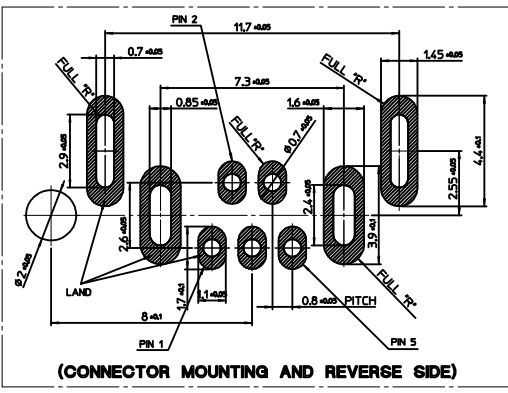 PIN 2
11.7 ±0.05
0.7 ±0.05
1.45 ±0.05
FULL "R"
7.3 ±0.05
FULL "R"
0.85 ±0.05
1.6 ±0.05
FULL "R"
Ø0.7 ±0.05
2.9 ±0.05
4.4 ±0.1
2.55 ±0.05
2.6 ±0.05
2.4 ±0.05
3.9 ±0.1
Ø2 ±0.05
LAND
1.7 ±0.1
1.1 ±0.05
0.8 ±0.05 PITCH
FULL "R"
8 ±0.1
PIN 1
PIN 5
(CONNECTOR MOUNTING AND REVERSE SIDE)